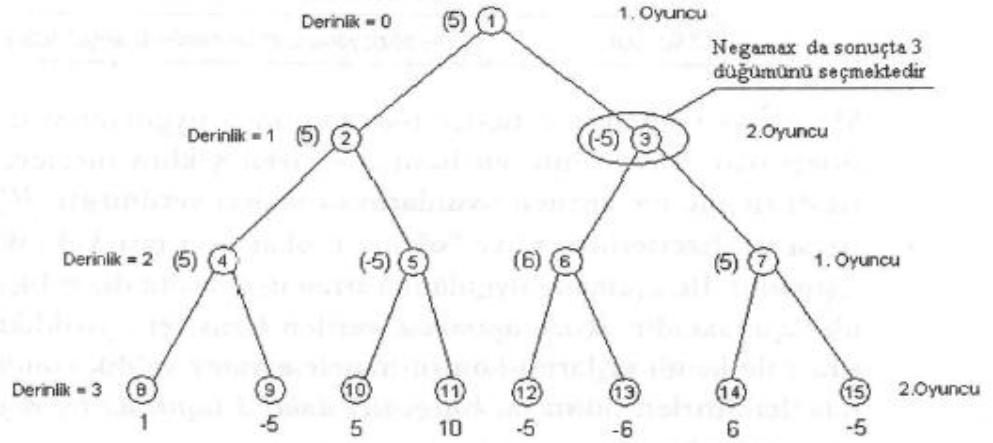 Derinlik = 0 (5) 1 1. Oyuncu
Negamax da sonuçta 3
düğümünü seçmektedir
Derinlik = 1 (5) 2 (-5) 3 2.Oyuncu
Derinlik = 2 (5) 4 (-5) 5 (6) 6 (5) 7 1. Oyuncu
Derinlik = 3 8 9 10 11 12 13 14 15 2.Oyuncu
1 -5 5 10 -5 -6 6 -5